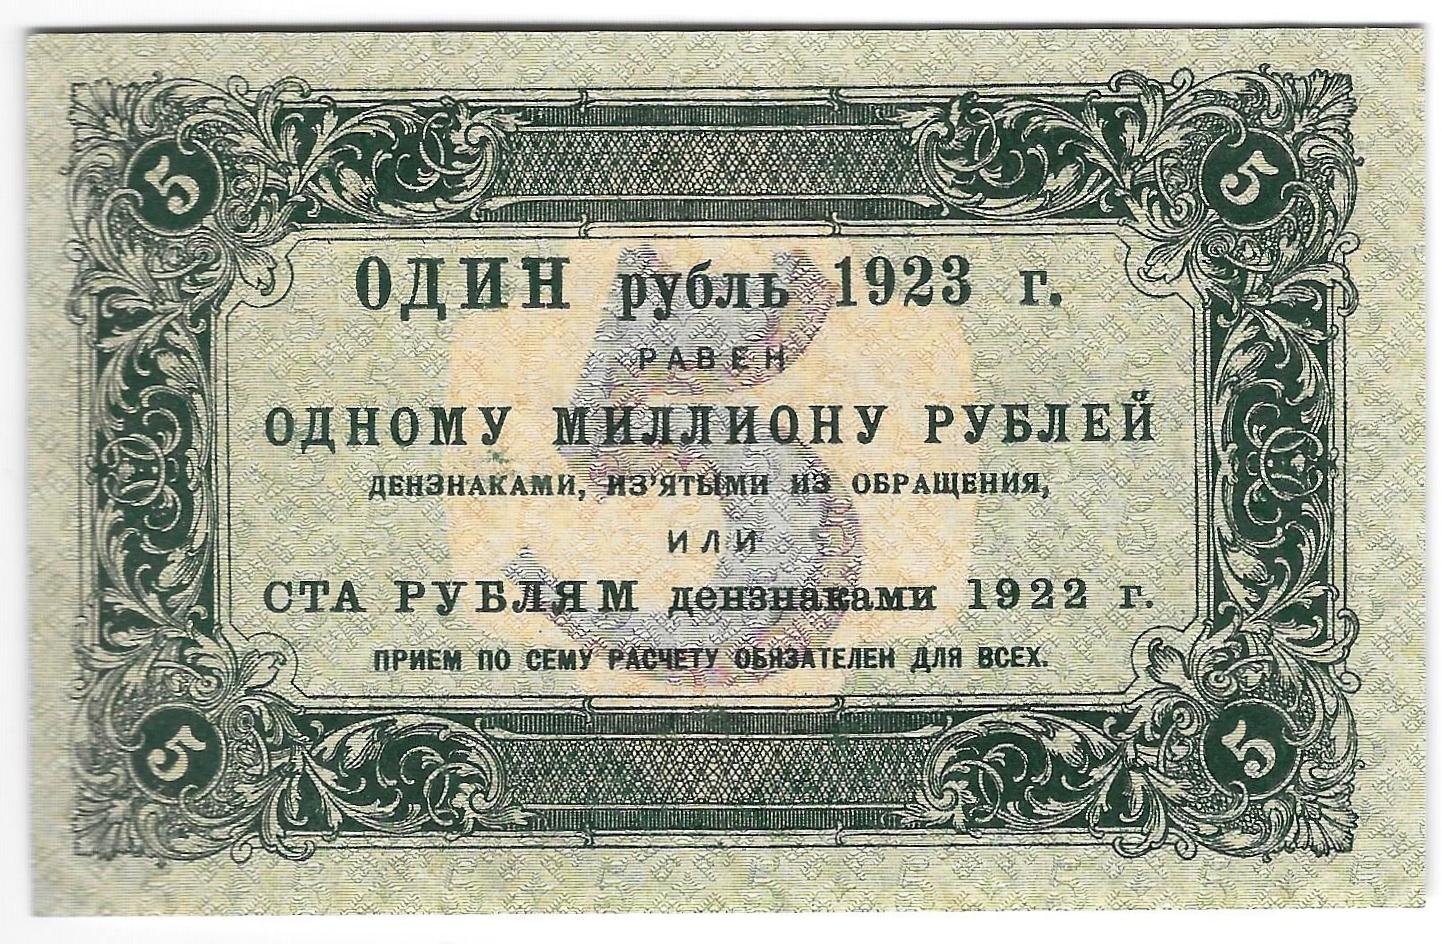 5 5
ОДИН рубль 1923 г.
РАВЕН
ОДНОМУ МИЛЛИОНУ РУБЛЕЙ
ДЕНЗНАКАМИ, ИЗ'ЯТЫМИ ИЗ ОБРАЩЕНИЯ,
ИЛИ
СТА РУБЛЯМ дензнаками 1922 г.
ПРИЕМ ПО СЕМУ РАСЧЕТУ ОБЯЗАТЕЛЕН ДЛЯ ВСЕХ.
5
5 5